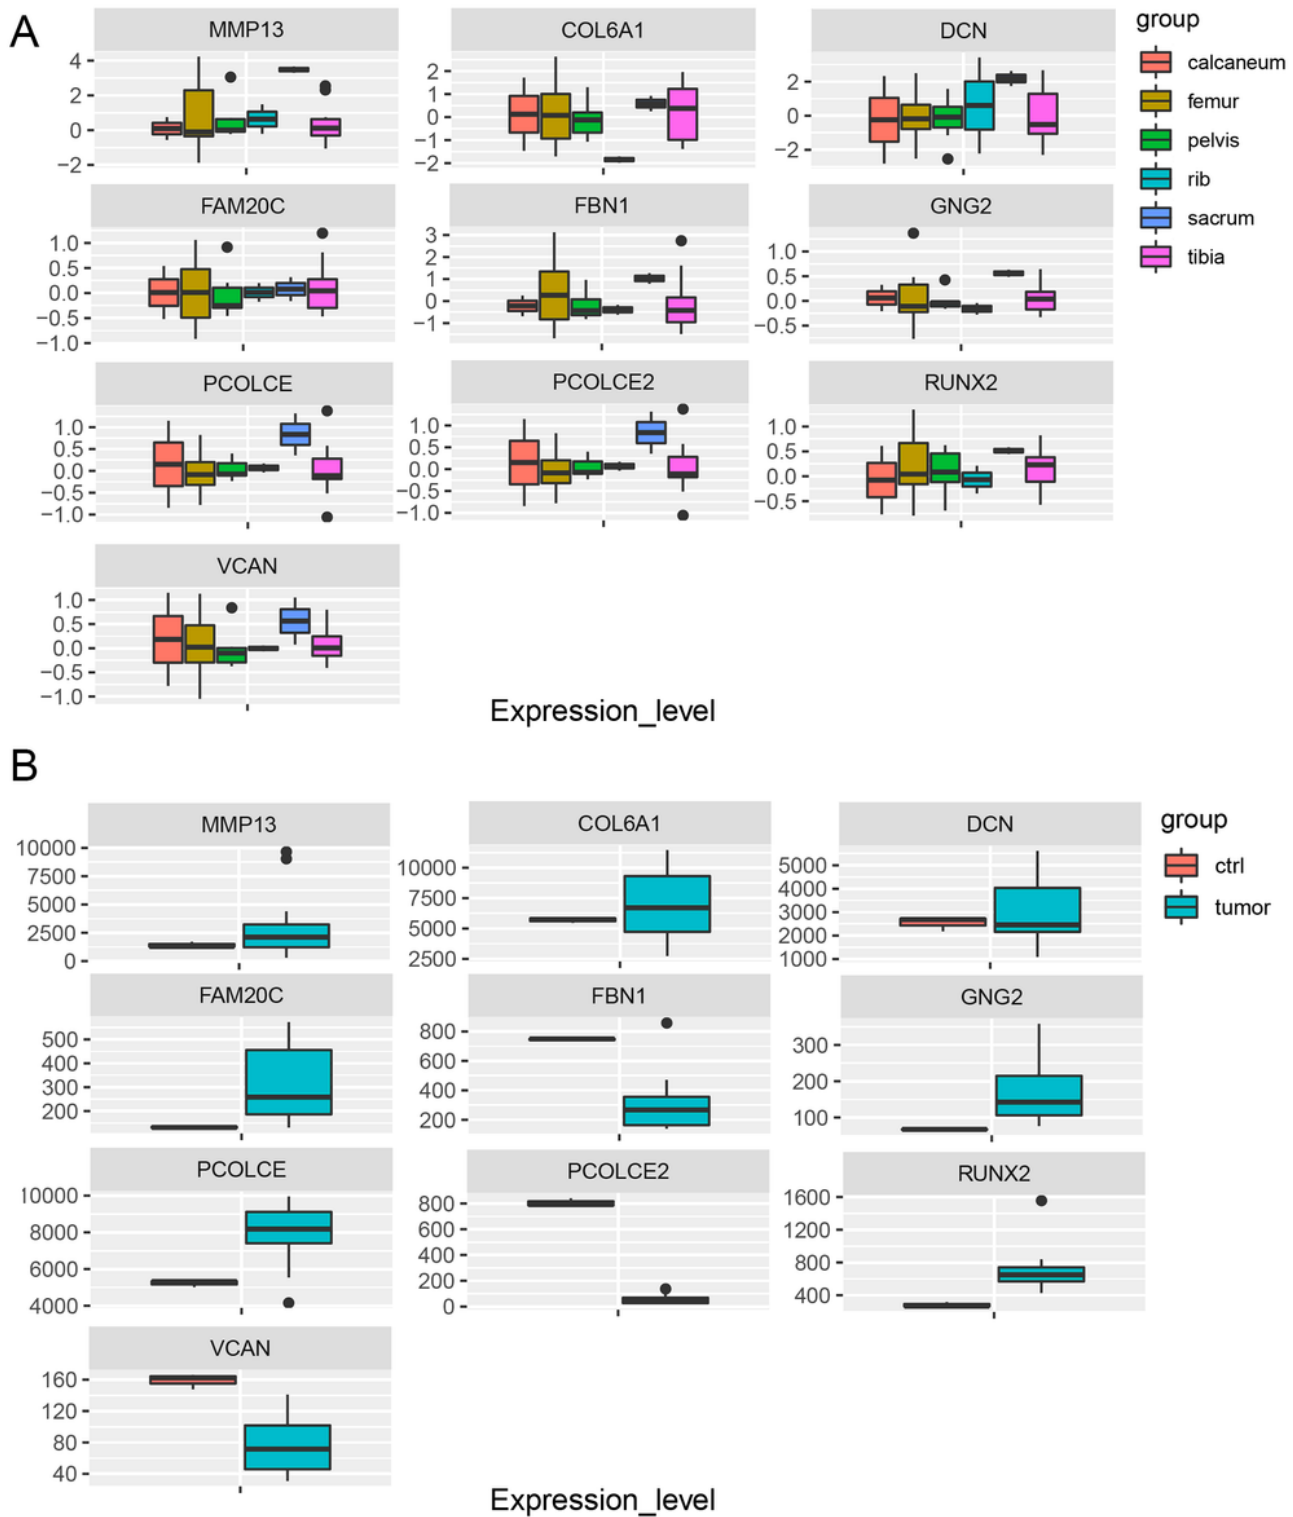 A
MMP13
4
2
0
−2
COL6A1
2
1
0
−1
−2
DCN
2
0
−2
group
calcaneum
femur
pelvis
rib
sacrum
tibia
FAM20C
1.0
0.5
0.0
−0.5
−1.0
FBN1
3
2
1
0
−1
GNG2
1.0
0.5
0.0
−0.5
PCOLCE
1.0
0.5
0.0
−0.5
−1.0
PCOLCE2
1.0
0.5
0.0
−0.5
−1.0
RUNX2
1.0
0.5
0.0
−0.5
VCAN
1.0
0.5
0.0
−0.5
−1.0
Expression_level
B
MMP13
10000
7500
5000
2500
0
COL6A1
10000
7500
5000
2500
DCN
5000
4000
3000
2000
1000
group
ctrl
tumor
FAM20C
500
400
300
200
FBN1
800
600
400
200
GNG2
300
200
100
PCOLCE
10000
8000
6000
4000
PCOLCE2
800
600
400
200
0
RUNX2
1600
1200
800
400
VCAN
160
120
80
40
Expression_level